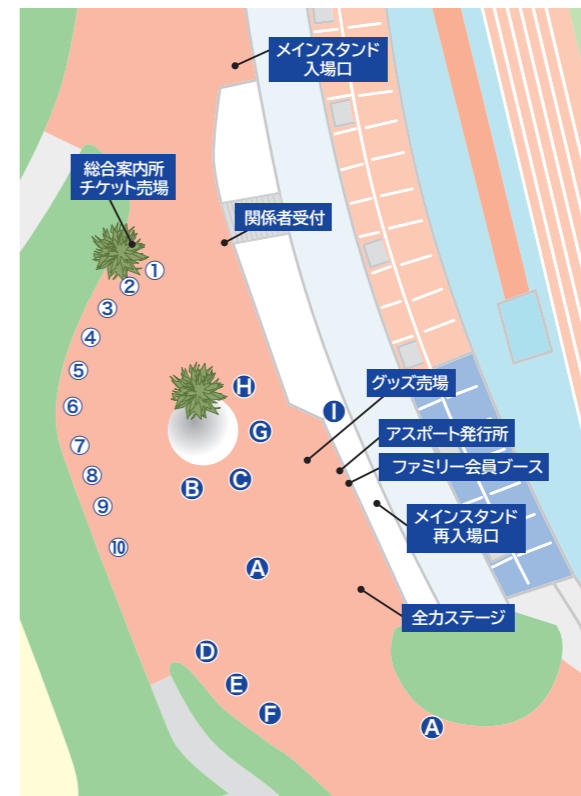 メインスタンド
入場口
総合案内所
チケット売場
関係者受付
①
②
③
④
⑤
⑥
⑦
⑧
⑨
⑩
H
G
I
C
B
グッズ売場
アスポート発行所
ファミリー会員ブース
メインスタンド
再入場口
A
全力ステージ
D
E
F
A